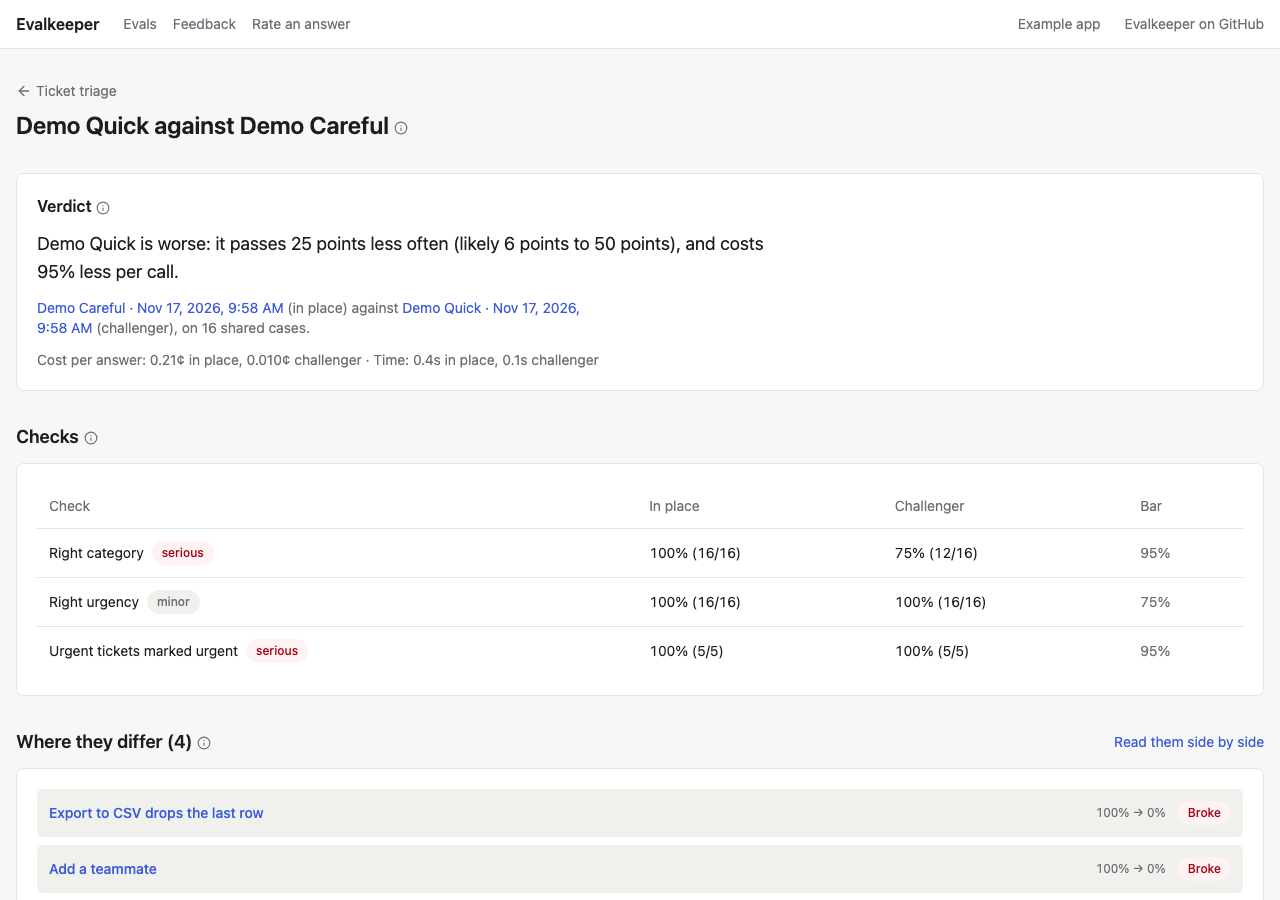 Evalkeeper Evals Feedback Rate an answer Example app Evalkeeper on GitHub
← Ticket triage
Demo Quick against Demo Careful
Verdict
Demo Quick is worse: it passes 25 points less often (likely 6 points to 50 points), and costs
95% less per call.
Demo Careful · Nov 17, 2026, 9:58 AM (in place) against Demo Quick · Nov 17, 2026,
9:58 AM (challenger), on 16 shared cases.
Cost per answer: 0.21¢ in place, 0.010¢ challenger · Time: 0.4s in place, 0.1s challenger
Checks
Check In place Challenger Bar
Right category serious 100% (16/16) 75% (12/16) 95%
Right urgency minor 100% (16/16) 100% (16/16) 75%
Urgent tickets marked urgent serious 100% (5/5) 100% (5/5) 95%
Where they differ (4) Read them side by side
Export to CSV drops the last row 100% → 0% Broke
Add a teammate 100% → 0% Broke